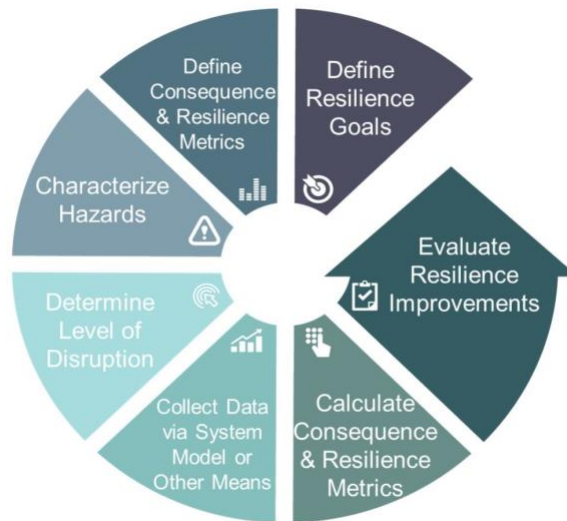 Define
Resilience
Goals
Define
Consequence
& Resilience
Metrics
Characterize
Hazards
Determine
Level of
Disruption
Collect Data
via System
Model or
Other Means
Calculate
Consequence
& Resilience
Metrics
Evaluate
Resilience
Improvements